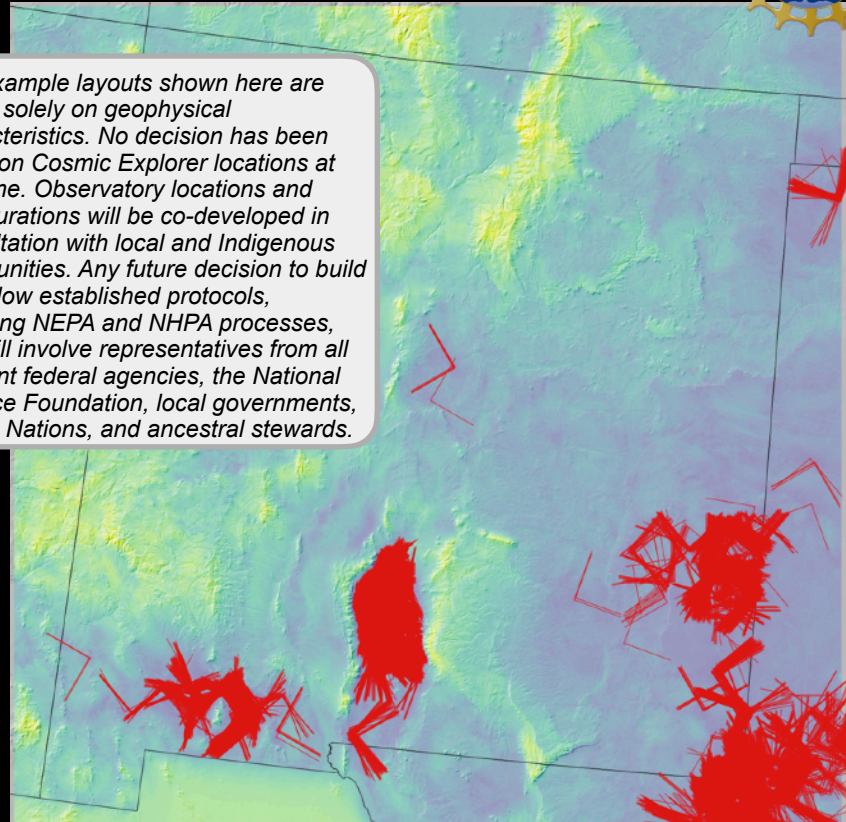 xample layouts shown here are
solely on geophysical
cteristics. No decision has been
on Cosmic Explorer locations at
ne. Observatory locations and
urations will be co-developed in
ltation with local and Indigenous
unities. Any future decision to build
low established protocols,
ng NEPA and NHPA processes,
ill involve representatives from all
nt federal agencies, the National
ce Foundation, local governments,
Nations, and ancestral stewards.